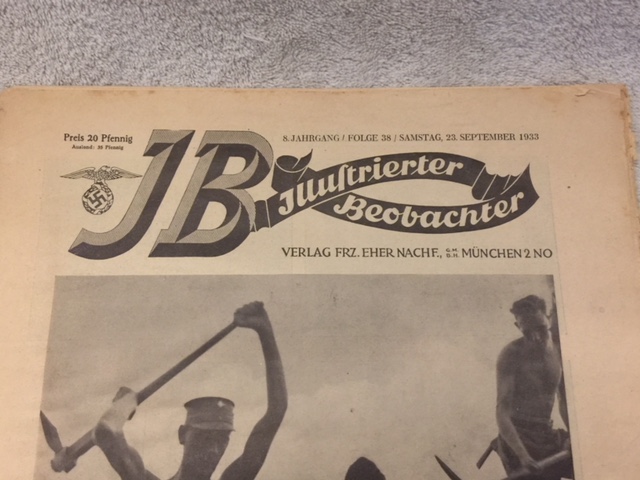 Preis 20 Pfennig
8. JAHRGANG / FOLGE 38 / SAMSTAG, 23. SEPTEMBER 1933
Ausland: 30 Pfennig
JB
Illustrierter
Beobachter
VERLAG FRZ. EHER NACHF., G.M.B.H. MÜNCHEN 2 NO